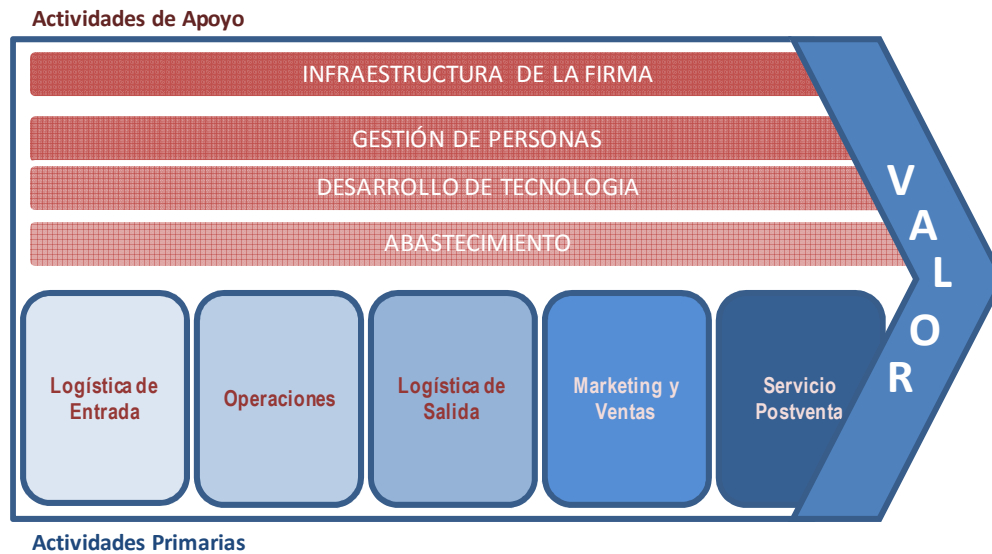 Actividades de Apoyo
INFRAESTRUCTURA DE LA FIRMA
GESTIÓN DE PERSONAS
DESARROLLO DE TECNOLOGIA
ABASTECIMIENTO
Logística de
Entrada
Operaciones
Logística de
Salida
Marketing y
Ventas
Servicio
Postventa
VALOR
Actividades Primarias